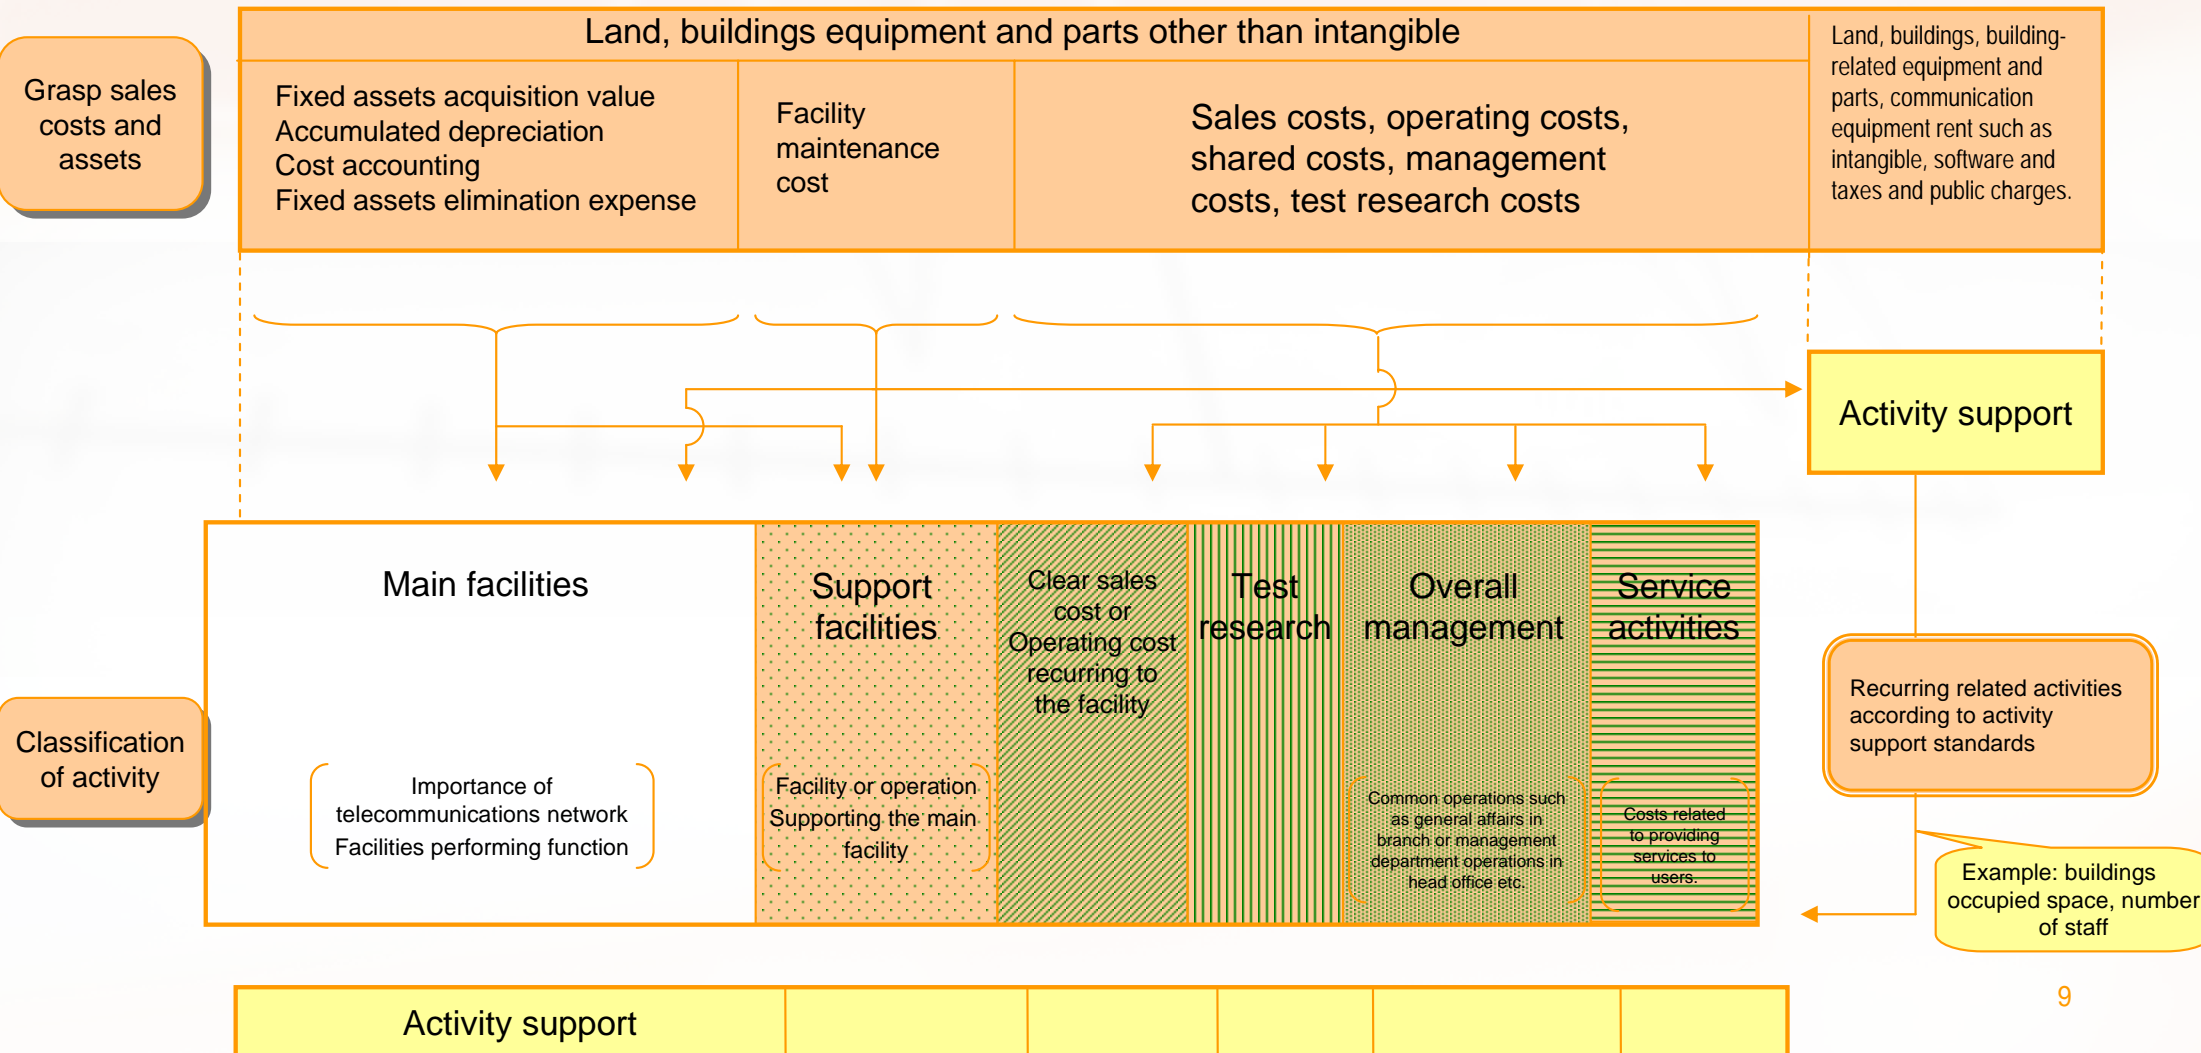 Land, buildings equipment and parts other than intangible
Grasp sales
costs and
assets
Fixed assets acquisition value
Accumulated depreciation
Cost accounting
Fixed assets elimination expense
Facility
maintenance
cost
Sales costs, operating costs,
shared costs, management
costs, test research costs
Land, buildings, building-
related equipment and
parts, communication
equipment rent such as
intangible, software and
taxes and public charges.
Activity support
Classification
of activity
Main facilities
Importance of
telecommunications network
Facilities performing function
Support
facilities
Facility or operation
Supporting the main
facility
Clear sales
cost or
Operating cost
recurring to
the facility
Test
research
Overall
management
Common operations such
as general affairs in
branch or management
department operations in
head office etc.
Service
activities
Costs related
to providing
services to
users.
Recurring related activities
according to activity
support standards
Example: buildings
occupied space, number
of staff
Activity support
9